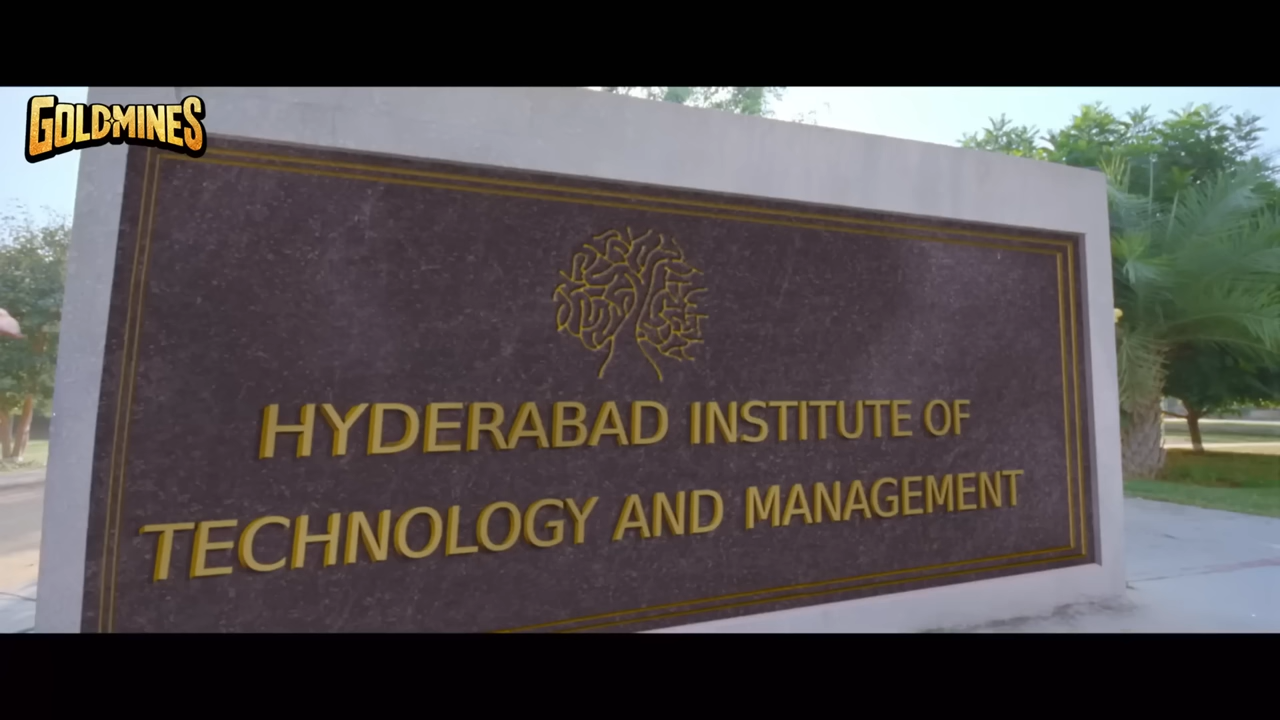 GOLDMINES
HYDERABAD INSTITUTE OF
TECHNOLOGY AND MANAGEMENT